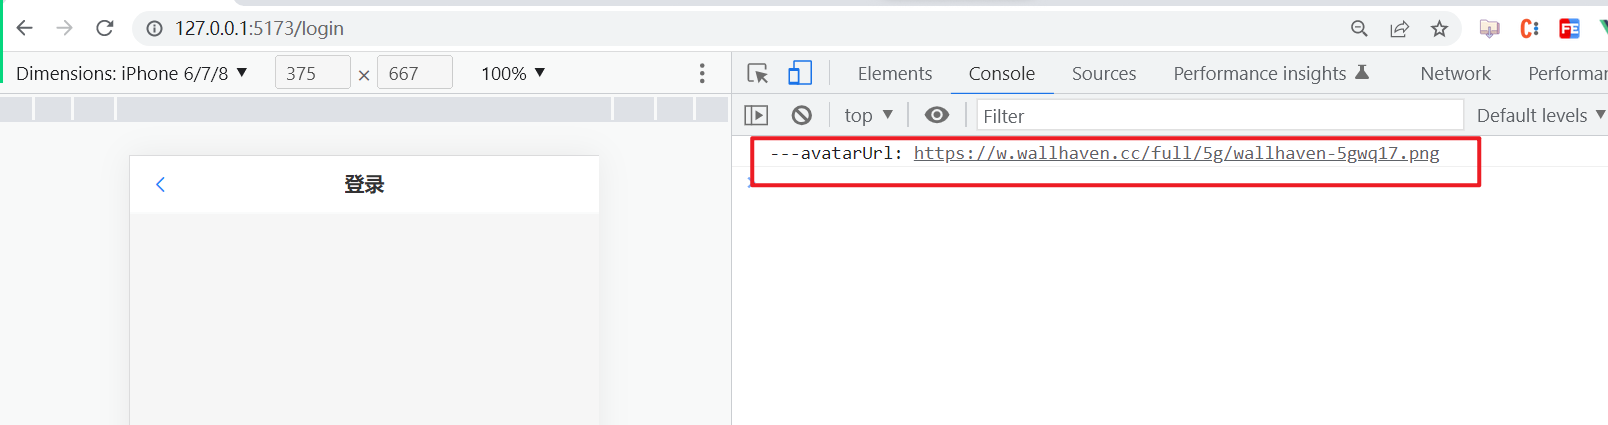 127.0.0.1:5173/login
Dimensions: iPhone 6/7/8 ▼ 375 × 667 100% ▼
Elements Console Sources Performance insights Network Performa
top ▼ Filter Default levels ▼
---avatarUrl: https://w.wallhaven.cc/full/5g/wallhaven-5gwq17.png
登录